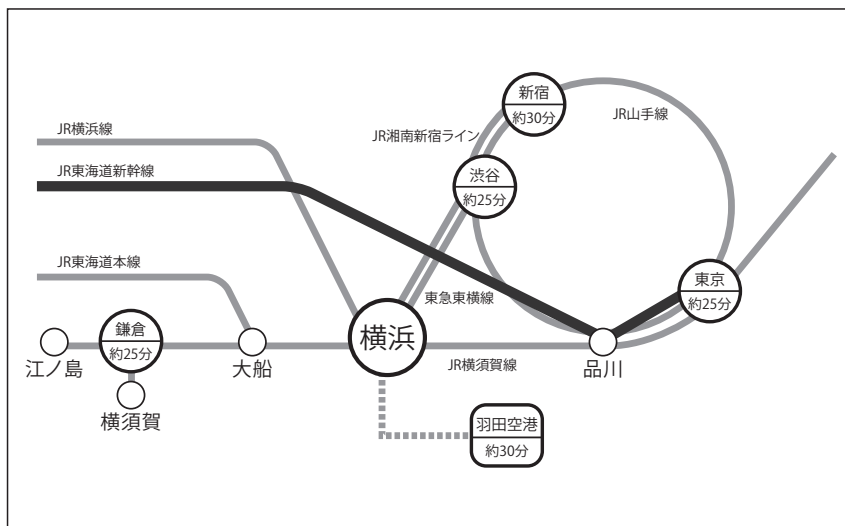 新宿
約30分
JR山手線
JR横浜線
JR湘南新宿ライン
JR東海道新幹線
渋谷
約25分
JR東海道本線
東京
約25分
東急東横線
鎌倉
約25分
横浜
江ノ島
大船
JR横須賀線
品川
横須賀
羽田空港
約30分